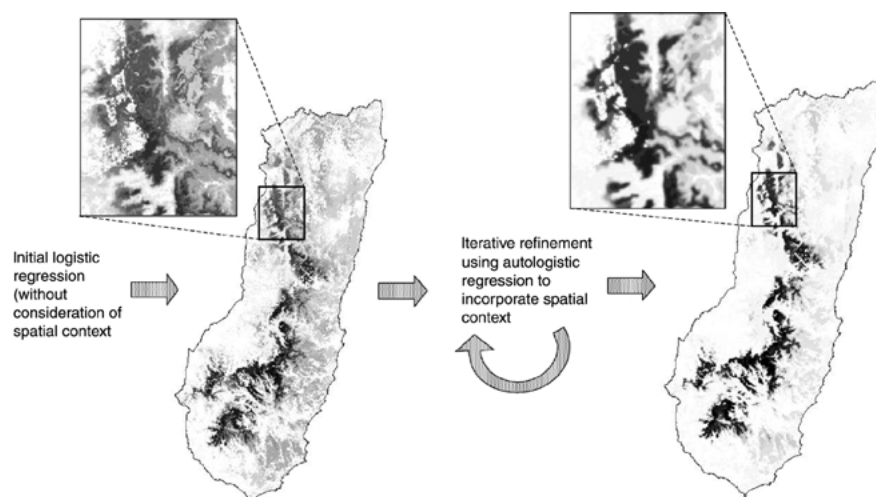 Initial logistic
regression
(without
consideration of
spatial context
Iterative refinement
using autologistic
regression to
incorporate spatial
context